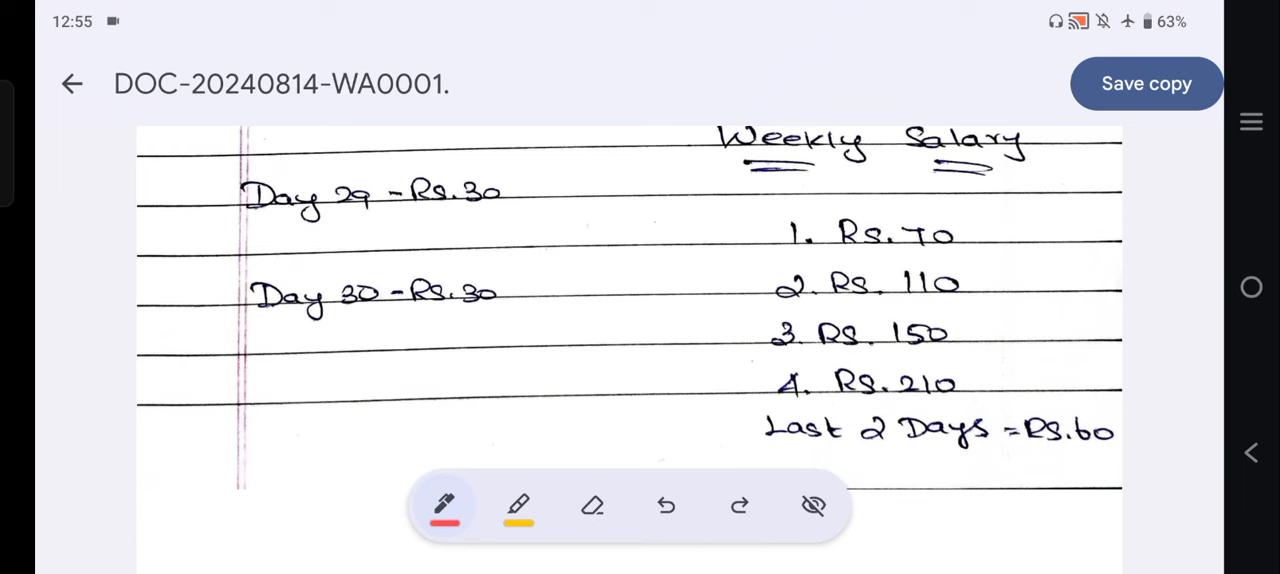 12:55
63%
DOC-20240814-WA0001.
Save copy
Weekly Salary
Day 29 - Rs. 30
1. Rs. 70
Day 30 - Rs. 30
2. Rs. 110
3. Rs. 150
4. Rs. 210
Last 2 Days = Rs. 60